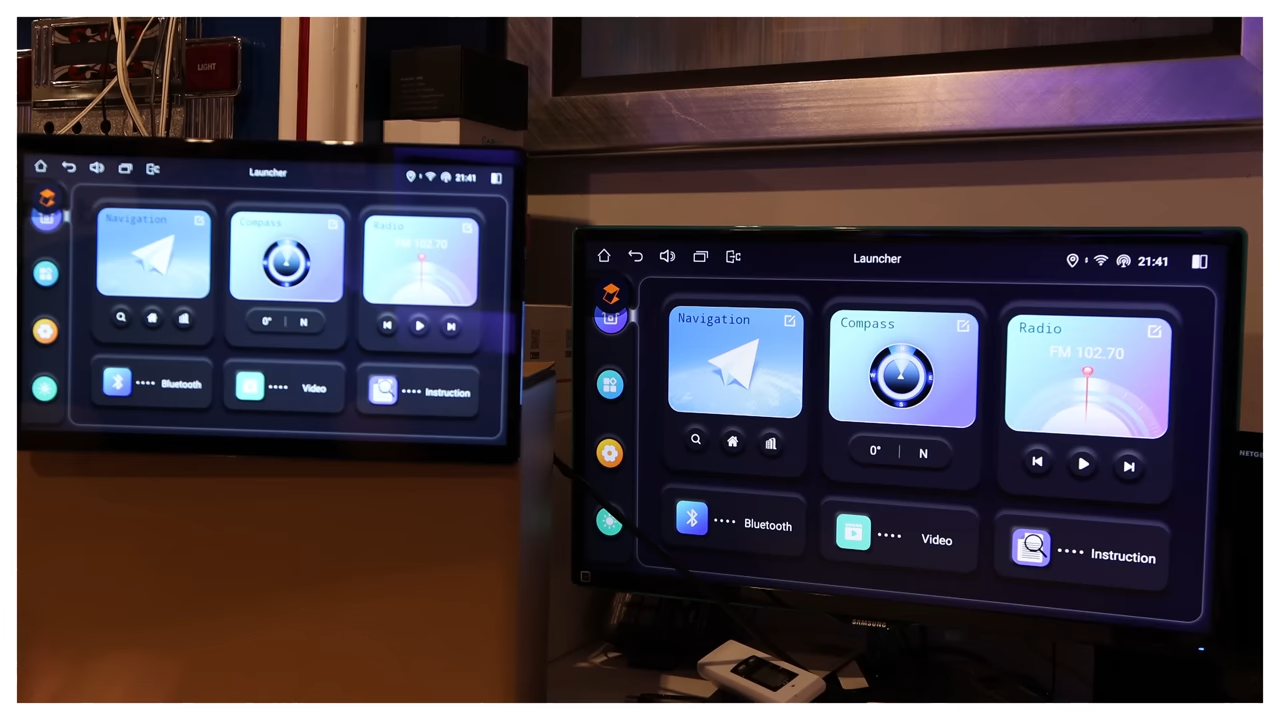 LIGHT
Launcher
21:41
Navigation
Compass
Radio
FM 102.70
0° | N
Bluetooth
Video
Instruction
Launcher
21:41
Navigation
Compass
Radio
FM 102.70
0° | N
Bluetooth
Video
Instruction
SAMSUNG